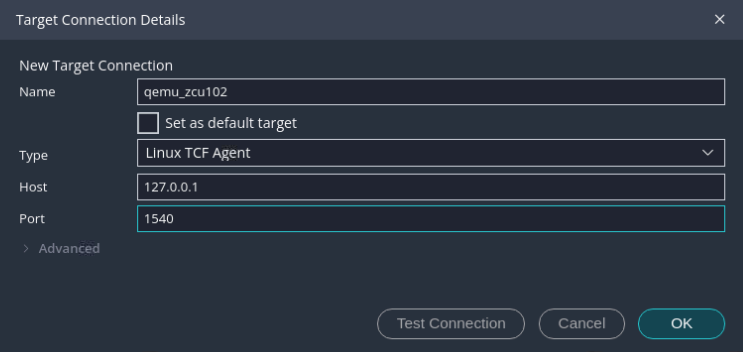 Target Connection Details
New Target Connection
Name qemu_zcu102
Set as default target
Type Linux TCF Agent
Host 127.0.0.1
Port 1540
Advanced
Test Connection Cancel OK